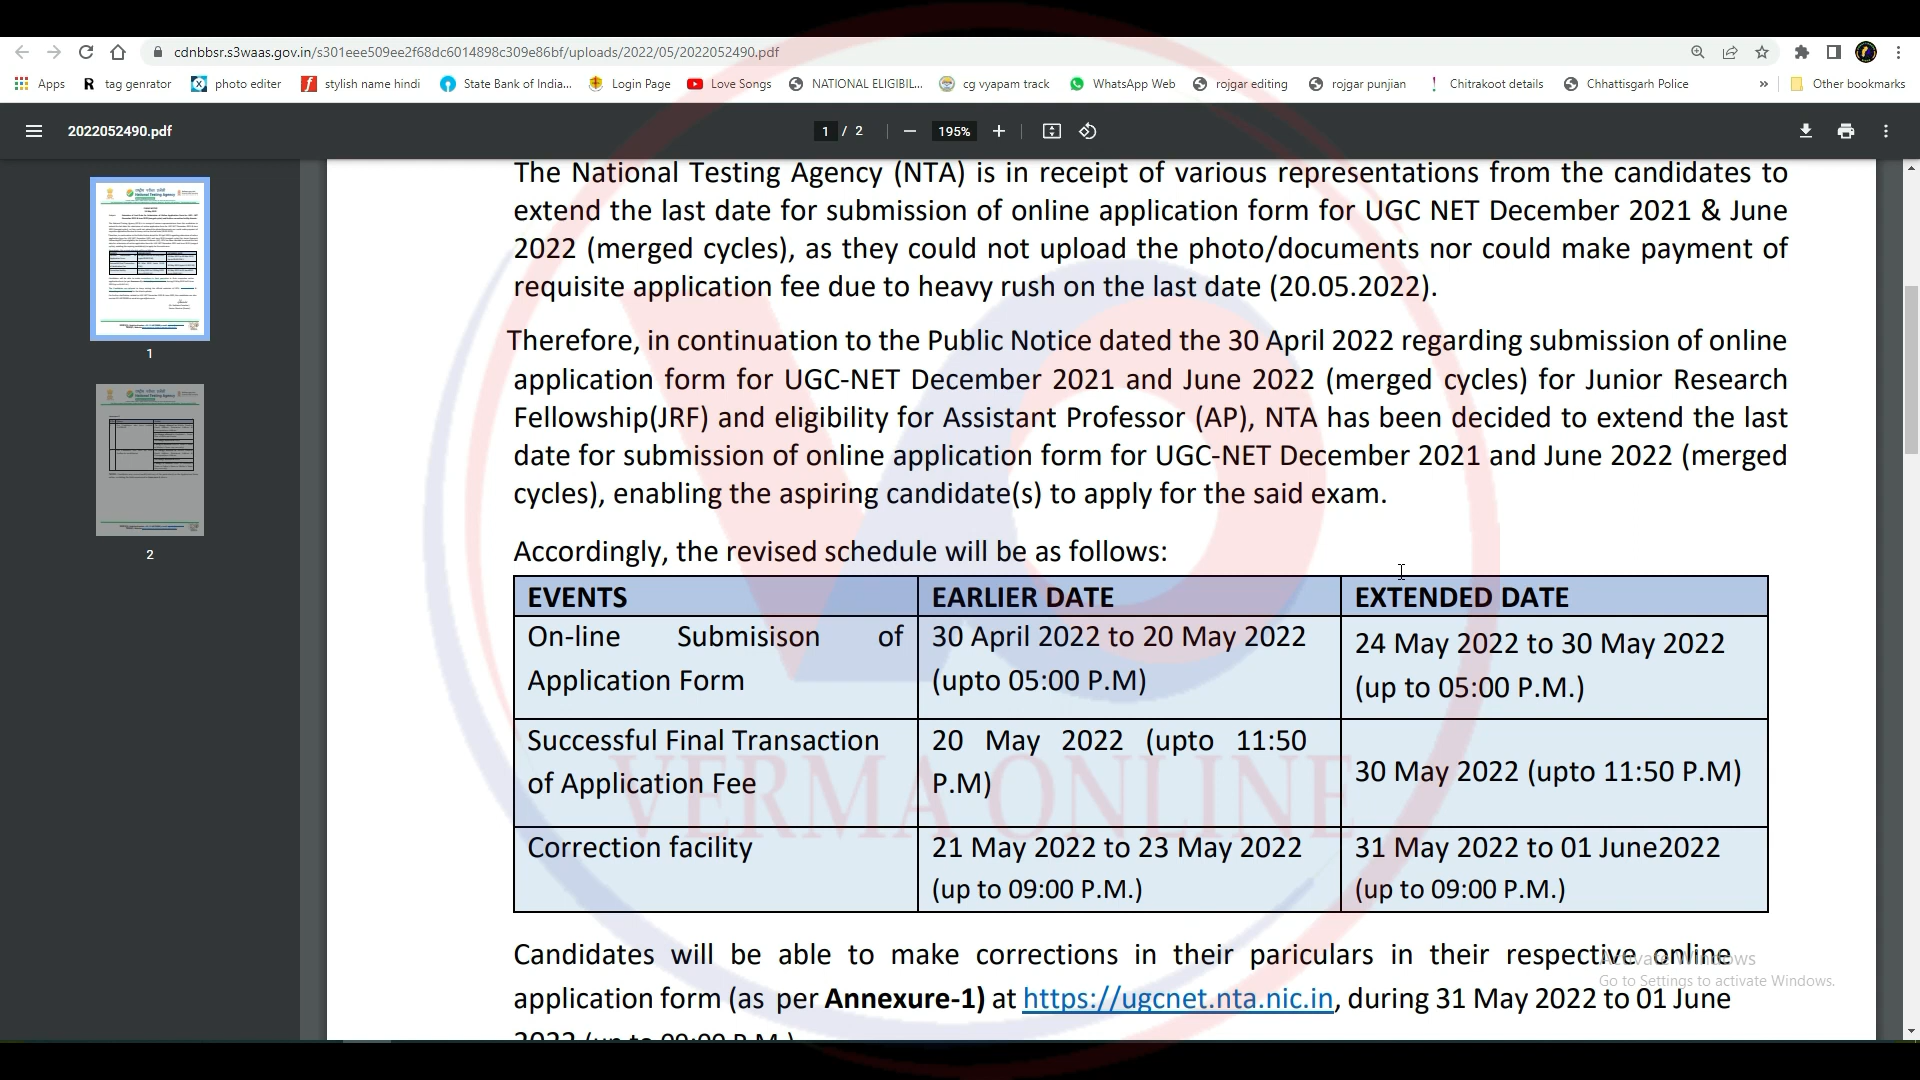 cdnbbsr.s3waas.gov.in/s301eee509ee2f68dc6014898c309e86bf/uploads/2022/05/2022052490.pdf
Apps R tag genrator photo editer f stylish name hindi State Bank of India... Login Page Love Songs NATIONAL ELIGIBIL... cg vyapam track WhatsApp Web rojgar editing rojgar punjian Chitrakoot details Chhattisgarh Police » Other bookmarks
2022052490.pdf 1 / 2 195%
1
2
The National Testing Agency (NTA) is in receipt of various representations from the candidates to
extend the last date for submission of online application form for UGC NET December 2021 & June
2022 (merged cycles), as they could not upload the photo/documents nor could make payment of
requisite application fee due to heavy rush on the last date (20.05.2022).
Therefore, in continuation to the Public Notice dated the 30 April 2022 regarding submission of online
application form for UGC-NET December 2021 and June 2022 (merged cycles) for Junior Research
Fellowship(JRF) and eligibility for Assistant Professor (AP), NTA has been decided to extend the last
date for submission of online application form for UGC-NET December 2021 and June 2022 (merged
cycles), enabling the aspiring candidate(s) to apply for the said exam.
Accordingly, the revised schedule will be as follows:
EVENTS EARLIER DATE EXTENDED DATE
On-line Submisison of
Application Form
30 April 2022 to 20 May 2022
(upto 05:00 P.M)
24 May 2022 to 30 May 2022
(up to 05:00 P.M.)
Successful Final Transaction
of Application Fee
20 May 2022 (upto 11:50
P.M)
30 May 2022 (upto 11:50 P.M)
Correction facility
21 May 2022 to 23 May 2022
(up to 09:00 P.M.)
31 May 2022 to 01 June2022
(up to 09:00 P.M.)
VERMA ONLINE
Candidates will be able to make corrections in their pariculars in their respective online
application form (as per Annexure-1) at https://ugcnet.nta.nic.in, during 31 May 2022 to 01 June
2022 (up to 09:00 P.M.)
Activate Windows
Go to Settings to activate Windows.